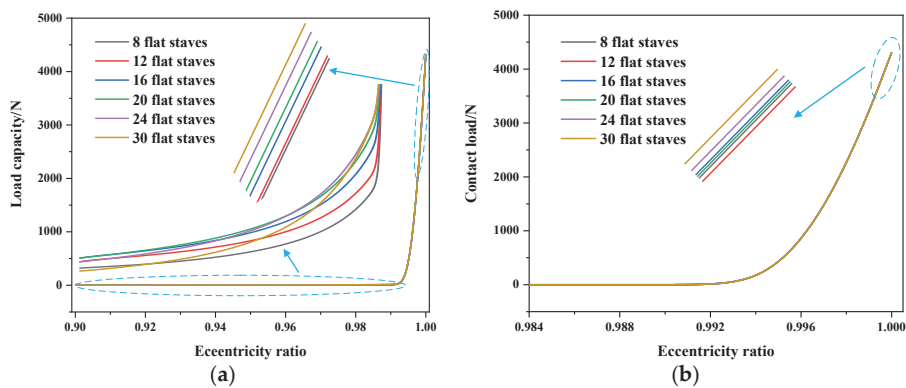 5000
4000
3000
2000
1000
0
Load capacity/N
8 flat staves
12 flat staves
16 flat staves
20 flat staves
24 flat staves
30 flat staves
0.90 0.92 0.94 0.96 0.98 1.00
Eccentricity ratio
(a)
5000
4000
3000
2000
1000
0
Contact load/N
8 flat staves
12 flat staves
16 flat staves
20 flat staves
24 flat staves
30 flat staves
0.984 0.988 0.992 0.996 1.000
Eccentricity ratio
(b)